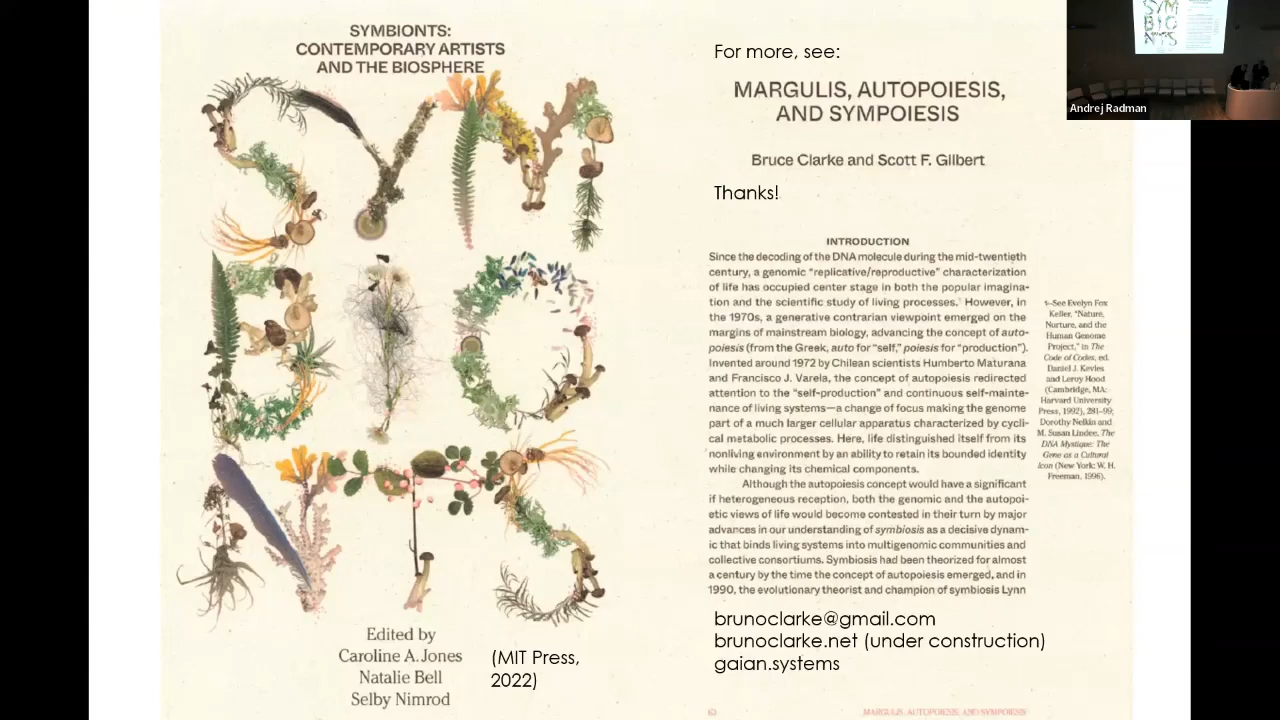 SYMBIONTS:
CONTEMPORARY ARTISTS
AND THE BIOSPHERE
SYM
BIO
NTS
Edited by
Caroline A. Jones
Natalie Bell
Selby Nimrod
(MIT Press,
2022)
For more, see:
MARGULIS, AUTOPOIESIS,
AND SYMPOIESIS
Bruce Clarke and Scott F. Gilbert
Thanks!
INTRODUCTION
Since the decoding of the DNA molecule during the mid-twentieth
century, a genomic “replicative/reproductive” characterization
of life has occupied center stage in both the popular imagina-
tion and the scientific study of living processes.¹ However, in
the 1970s, a generative contrarian viewpoint emerged on the
margins of mainstream biology, advancing the concept of auto-
poiesis (from the Greek, auto for “self,” poiesis for “production”).
Invented around 1972 by Chilean scientists Humberto Maturana
and Francisco J. Varela, the concept of autopoiesis redirected
attention to the “self-production” and continuous self-mainte-
nance of living systems—a change of focus making the genome
part of a much larger cellular apparatus characterized by cycli-
cal metabolic processes. Here, life distinguished itself from its
nonliving environment by an ability to retain its bounded identity
while changing its chemical components.
Although the autopoiesis concept would have a significant
if heterogeneous reception, both the genomic and the autopoi-
etic views of life would become contested in their turn by major
advances in our understanding of symbiosis as a decisive dynam-
ic that binds living systems into multigenomic communities and
collective consortiums. Symbiosis had been theorized for almost
a century by the time the concept of autopoiesis emerged, and in
1990, the evolutionary theorist and champion of symbiosis Lynn
1—See Evelyn Fox
Keller, “Nature,
Nurture, and the
Human Genome
Project,” in The
Code of Codes, ed.
Daniel J. Kevles
and Leroy Hood
(Cambridge, MA:
Harvard University
Press, 1992), 281–99;
Dorothy Nelkin and
M. Susan Lindee, The
DNA Mystique: The
Gene as a Cultural
Icon (New York: W. H.
Freeman, 1996).
brunoclarke@gmail.com
brunoclarke.net (under construction)
gaian.systems
63
MARGULIS, AUTOPOIESIS, AND SYMPOIESIS
SYM
BIO
NTS
Andrej Radman